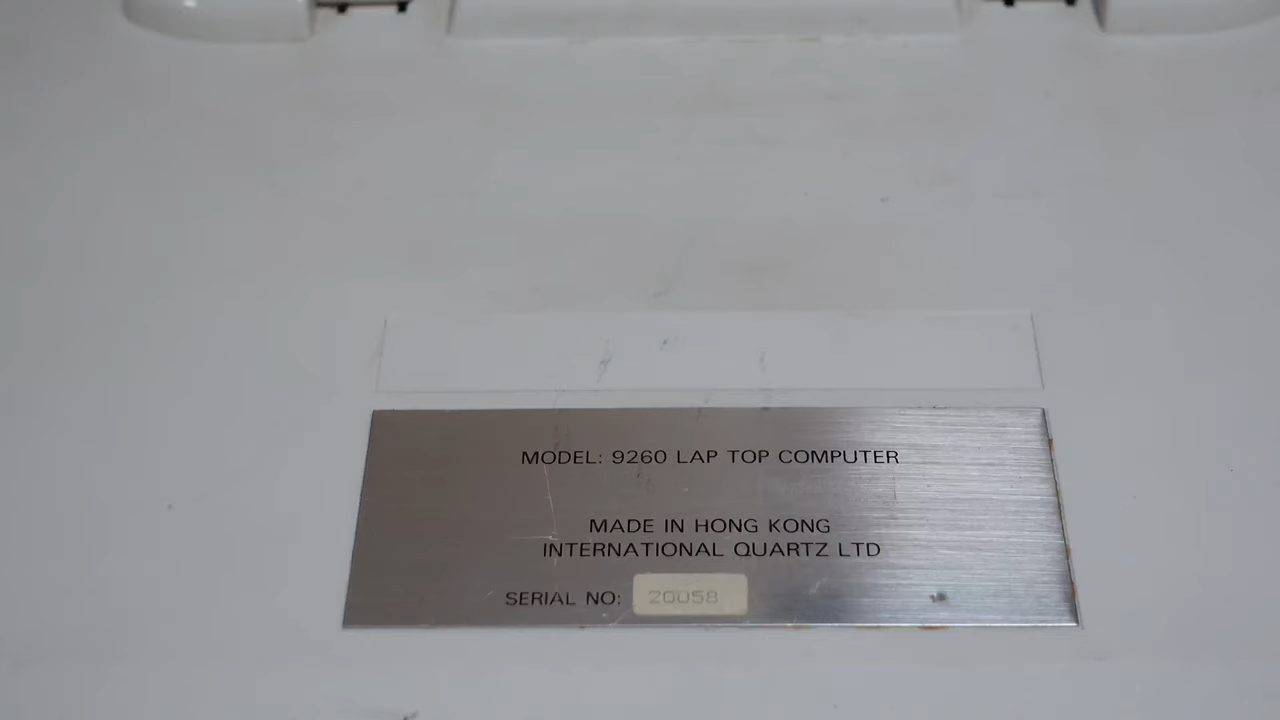 MODEL: 9260 LAP TOP COMPUTER
MADE IN HONG KONG
INTERNATIONAL QUARTZ LTD
SERIAL NO: 20058